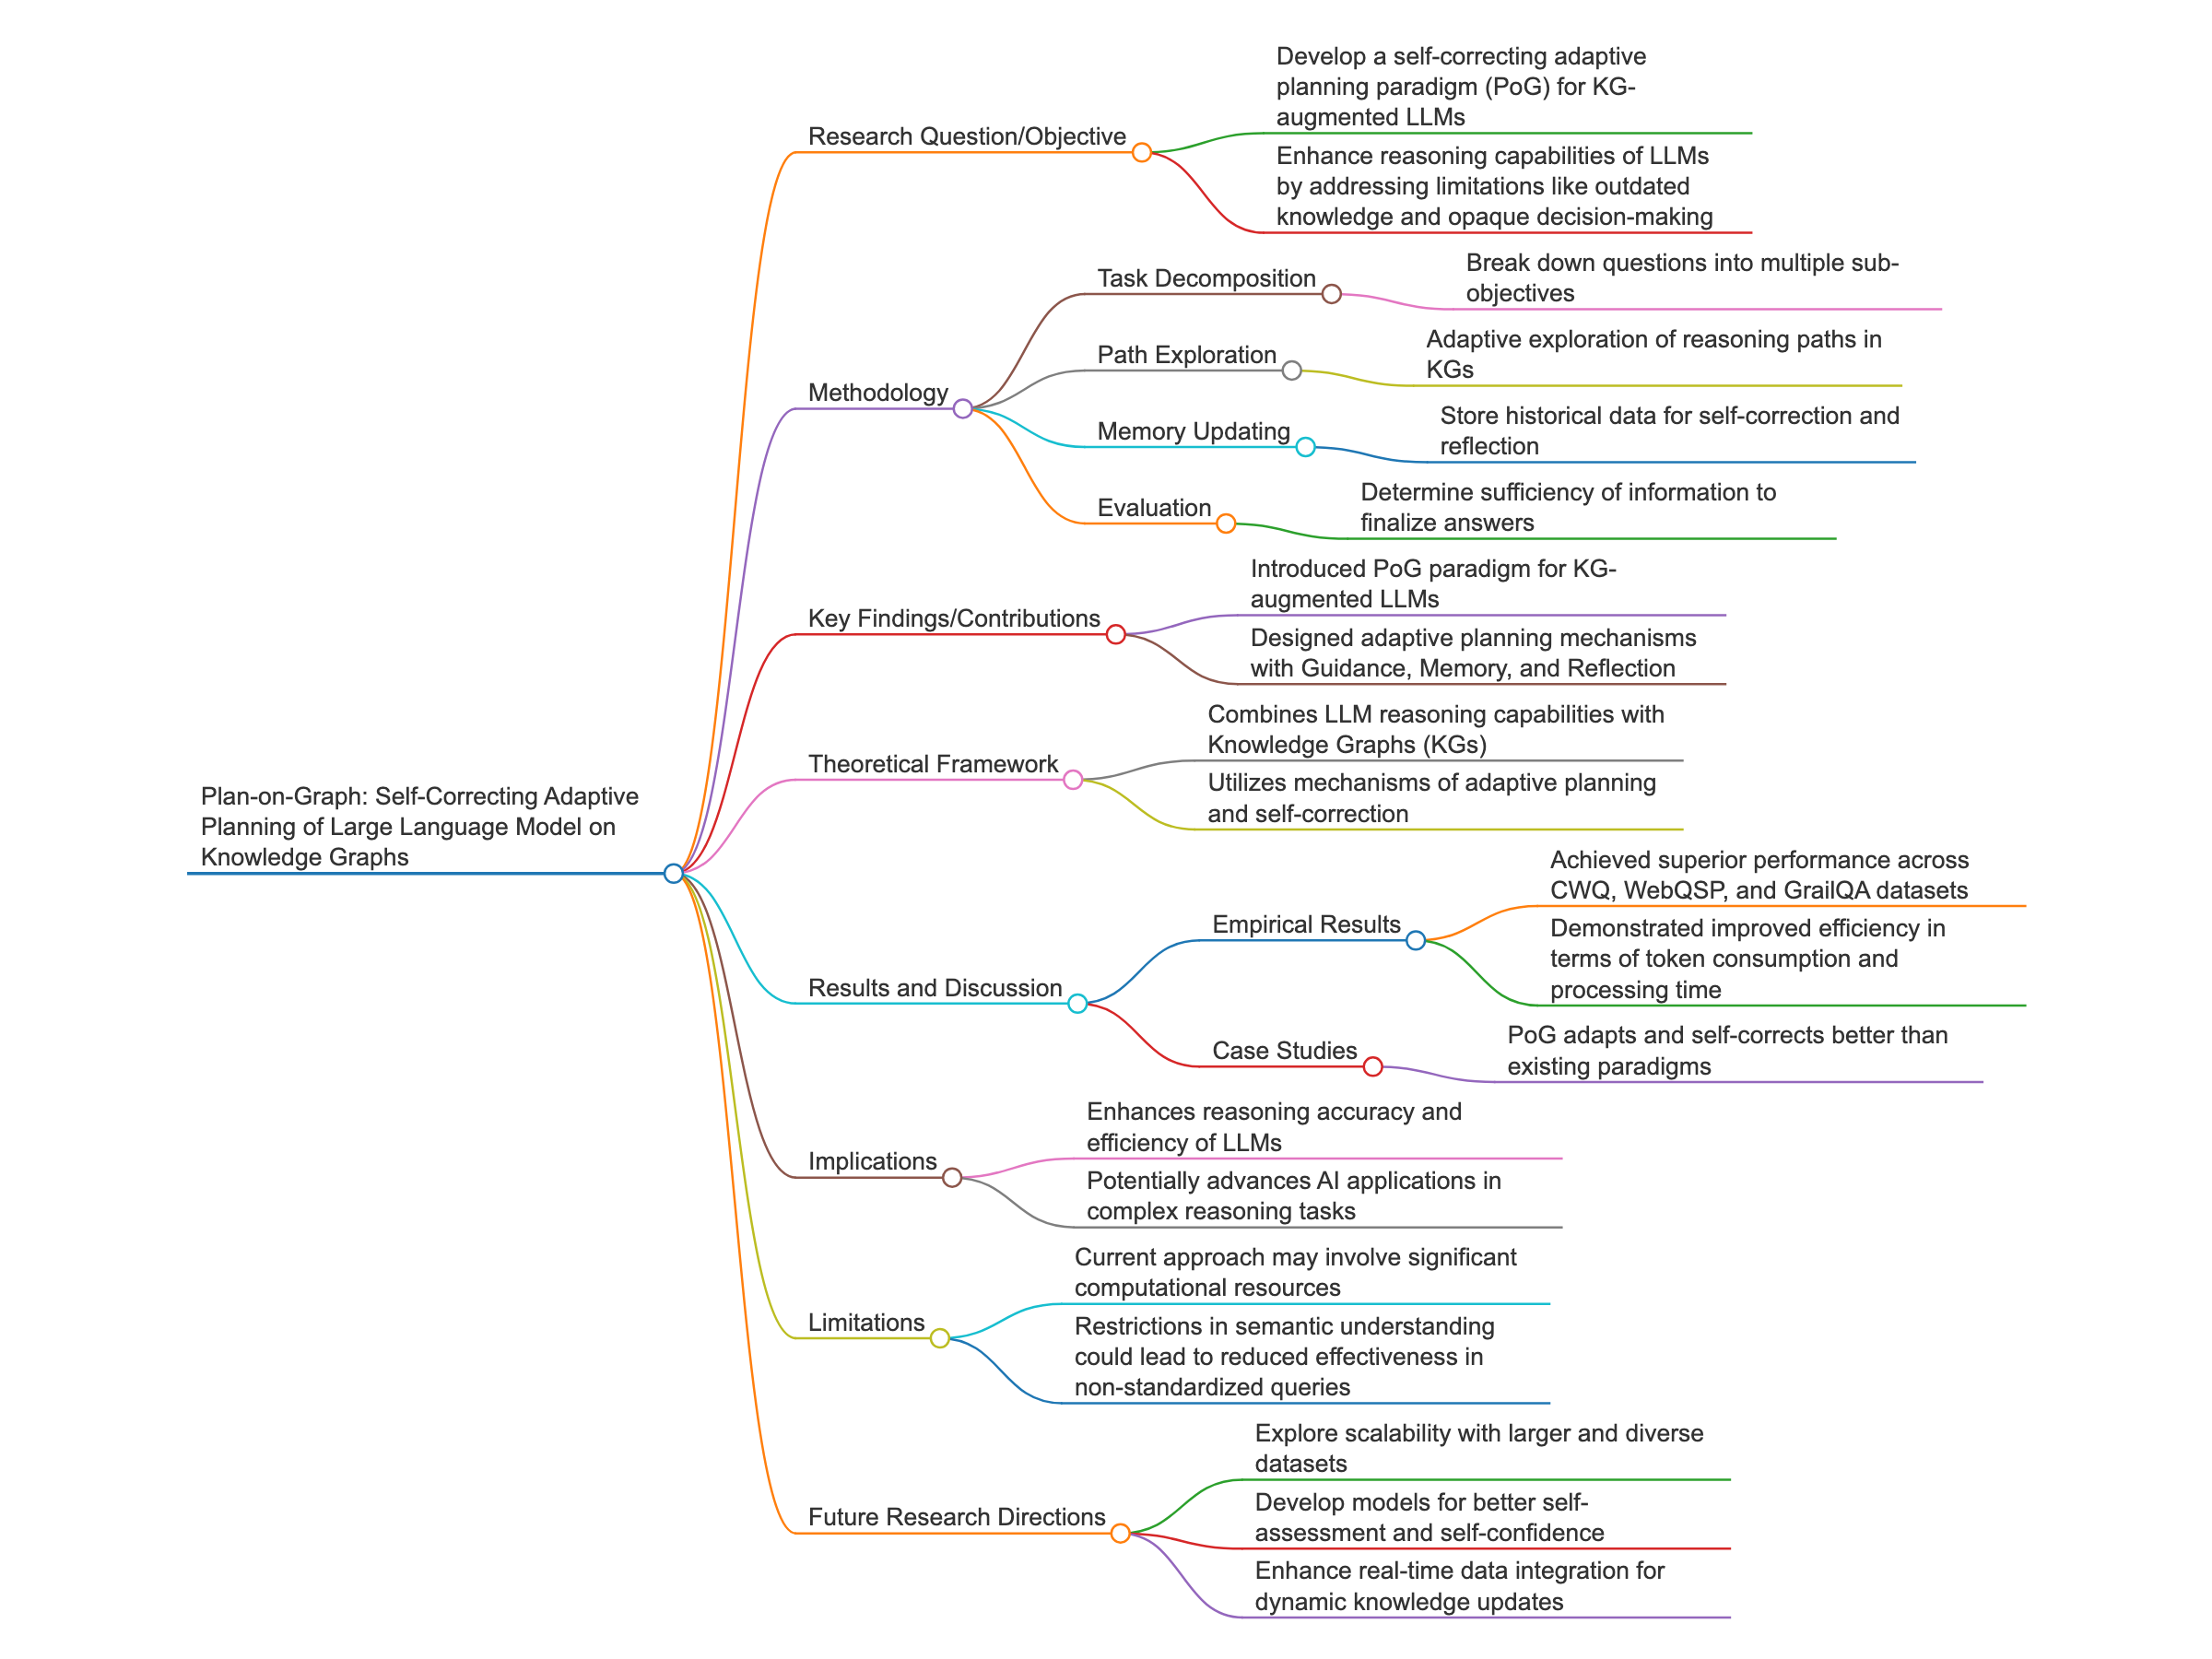 Plan-on-Graph: Self-Correcting Adaptive
Planning of Large Language Model on
Knowledge Graphs
Research Question/Objective
Develop a self-correcting adaptive
planning paradigm (PoG) for KG-
augmented LLMs
Enhance reasoning capabilities of LLMs
by addressing limitations like outdated
knowledge and opaque decision-making
Methodology
Task Decomposition
Break down questions into multiple sub-
objectives
Path Exploration
Adaptive exploration of reasoning paths in
KGs
Memory Updating
Store historical data for self-correction and
reflection
Evaluation
Determine sufficiency of information to
finalize answers
Key Findings/Contributions
Introduced PoG paradigm for KG-
augmented LLMs
Designed adaptive planning mechanisms
with Guidance, Memory, and Reflection
Theoretical Framework
Combines LLM reasoning capabilities with
Knowledge Graphs (KGs)
Utilizes mechanisms of adaptive planning
and self-correction
Results and Discussion
Empirical Results
Achieved superior performance across
CWQ, WebQSP, and GrailQA datasets
Demonstrated improved efficiency in
terms of token consumption and
processing time
Case Studies
PoG adapts and self-corrects better than
existing paradigms
Implications
Enhances reasoning accuracy and
efficiency of LLMs
Potentially advances AI applications in
complex reasoning tasks
Limitations
Current approach may involve significant
computational resources
Restrictions in semantic understanding
could lead to reduced effectiveness in
non-standardized queries
Future Research Directions
Explore scalability with larger and diverse
datasets
Develop models for better self-
assessment and self-confidence
Enhance real-time data integration for
dynamic knowledge updates